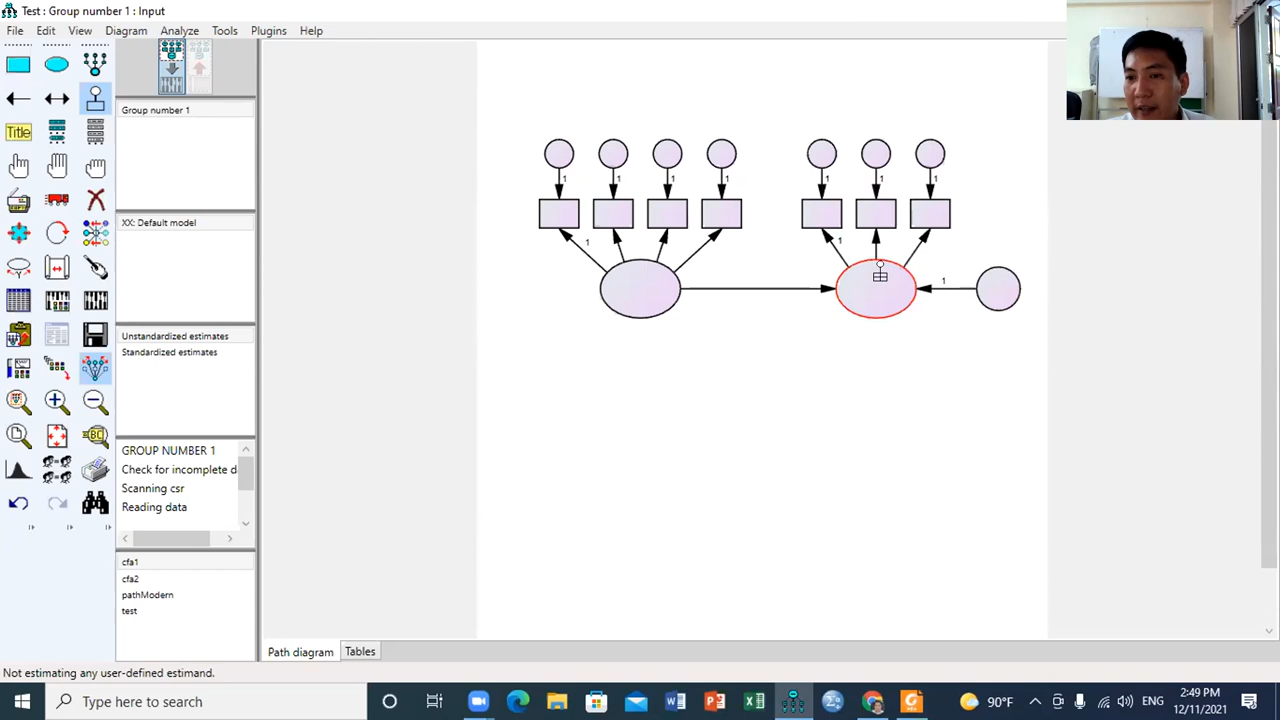 Test : Group number 1 : Input
File Edit View Diagram Analyze Tools Plugins Help
Title
Group number 1
XX: Default model
Unstandardized estimates
Standardized estimates
GROUP NUMBER 1
Check for incomplete d
Scanning csr
Reading data
cfa1
cfa2
pathModern
test
1 1 1 1 1 1 1
1 1
1
Path diagram Tables
Not estimating any user-defined estimand.
Type here to search
90°F
ENG
2:49 PM
12/11/2021